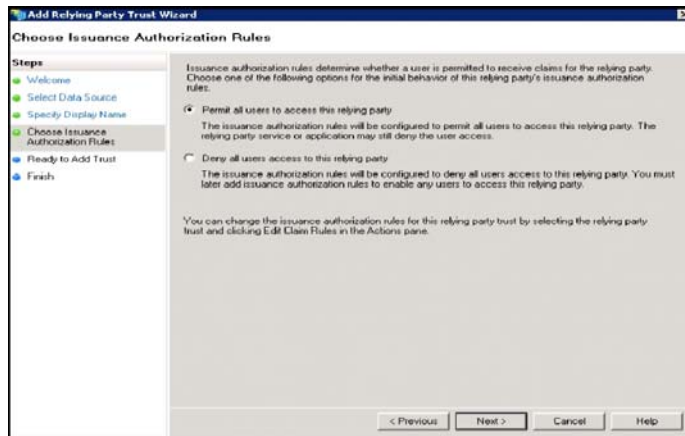 Add Relying Party Trust Wizard
Choose Issuance Authorization Rules
Steps
Welcome
Select Data Source
Specify Display Name
Choose Issuance
Authorization Rules
Ready to Add Trust
Finish
Issuance authorization rules determine whether a user is permitted to receive claims for the relying party.
Choose one of the following options for the initial behavior of this relying party's issuance authorization
rules.
Permit all users to access this relying party
The issuance authorization rules will be configured to permit all users to access this relying party. The
relying party service or application may still deny the user access.
Deny all users access to this relying party
The issuance authorization rules will be configured to deny all users access to this relying party. You must
later add issuance authorization rules to enable any users to access this relying party.
You can change the issuance authorization rules for this relying party trust by selecting the relying party
trust and clicking Edit Claim Rules in the Actions pane.
< Previous
Next >
Cancel
Help